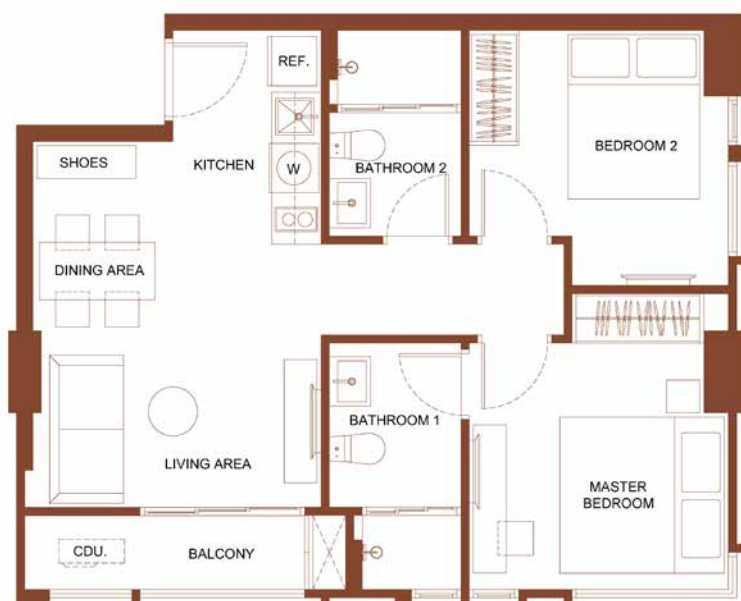 REF.
SHOES
KITCHEN
W
BATHROOM 2
BEDROOM 2
DINING AREA
BATHROOM 1
LIVING AREA
MASTER
BEDROOM
CDU.
BALCONY